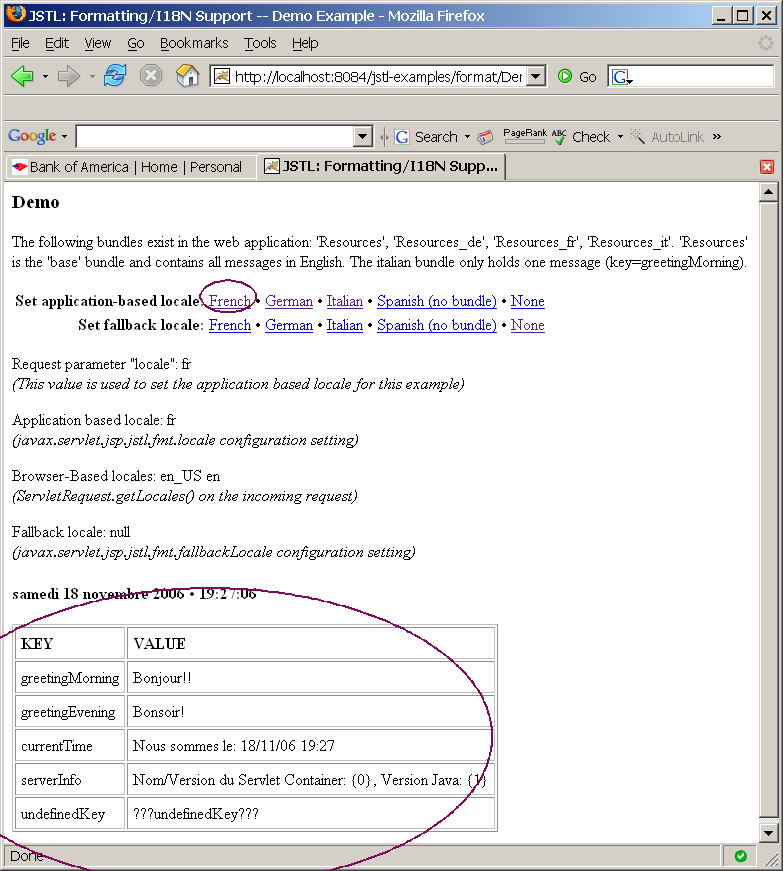 JSTL: Formatting/I18N Support -- Demo Example - Mozilla Firefox
File Edit View Go Bookmarks Tools Help
http://localhost:8084/jstl-examples/format/Der Go G
Google Search PageRank ABC Check AutoLink »
Bank of America | Home | Personal JSTL: Formatting/I18N Supp...
Demo
The following bundles exist in the web application: 'Resources', 'Resources_de', 'Resources_fr', 'Resources_it'. 'Resources'
is the 'base' bundle and contains all messages in English. The italian bundle only holds one message (key=greetingMorning).
Set application-based locale: French • German • Italian • Spanish (no bundle) • None
Set fallback locale: French • German • Italian • Spanish (no bundle) • None
Request parameter "locale": fr
(This value is used to set the application based locale for this example)
Application based locale: fr
(javax.servlet.jsp.jstl.fmt.locale configuration setting)
Browser-Based locales: en_US en
(ServletRequest.getLocales() on the incoming request)
Fallback locale: null
(javax.servlet.jsp.jstl.fmt.fallbackLocale configuration setting)
samedi 18 novembre 2006 • 19:27:06
KEY VALUE
greetingMorning Bonjour!!
greetingEvening Bonsoir!
currentTime Nous sommes le: 18/11/06 19:27
serverInfo Nom/Version du Servlet Container: {0}, Version Java: {1}
undefinedKey ???undefinedKey???
Done